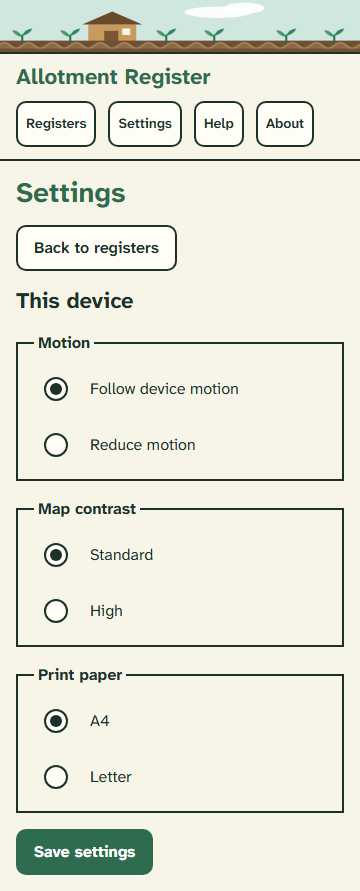 Allotment Register
Registers Settings Help About
Settings
Back to registers
This device
Motion
Follow device motion
Reduce motion
Map contrast
Standard
High
Print paper
A4
Letter
Save settings